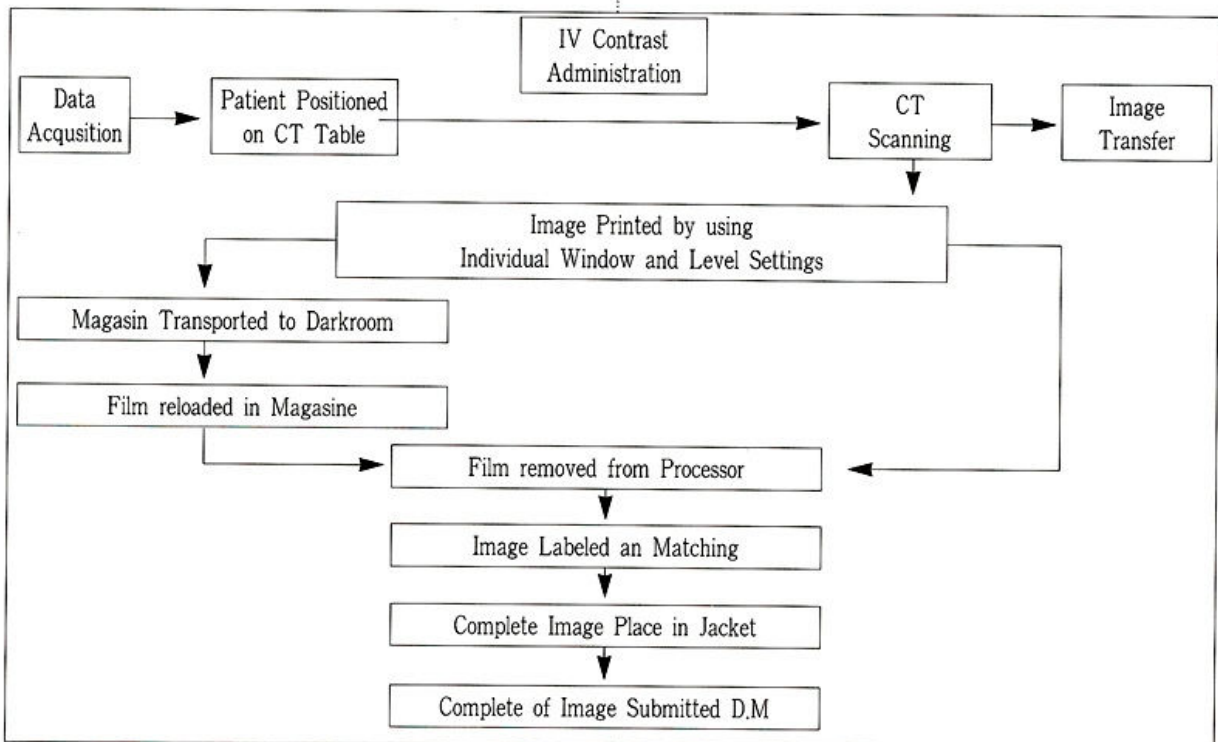 IV Contrast
Administration
Data
Acqusition
Patient Positioned
on CT Table
CT
Scanning
Image
Transfer
Image Printed by using
Individual Window and Level Settings
Magasin Transported to Darkroom
Film reloaded in Magasine
Film removed from Processor
Image Labeled an Matching
Complete Image Place in Jacket
Complete of Image Submitted D.M